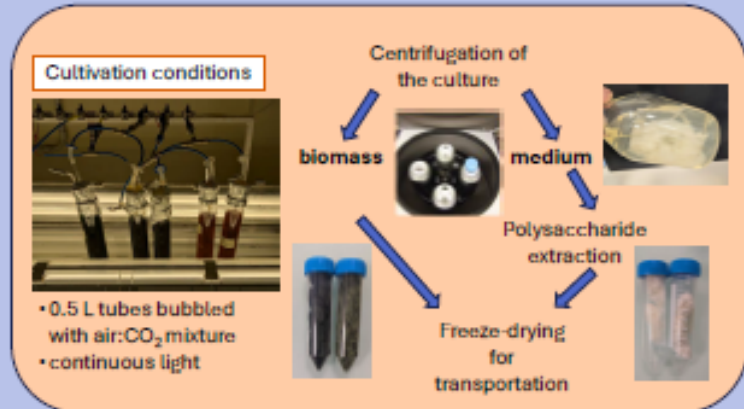 Cultivation conditions
• 0.5 L tubes bubbled
with air:CO₂ mixture
• continuous light
Centrifugation of
the culture
biomass
medium
Polysaccharide
extraction
Freeze-drying
for
transportation